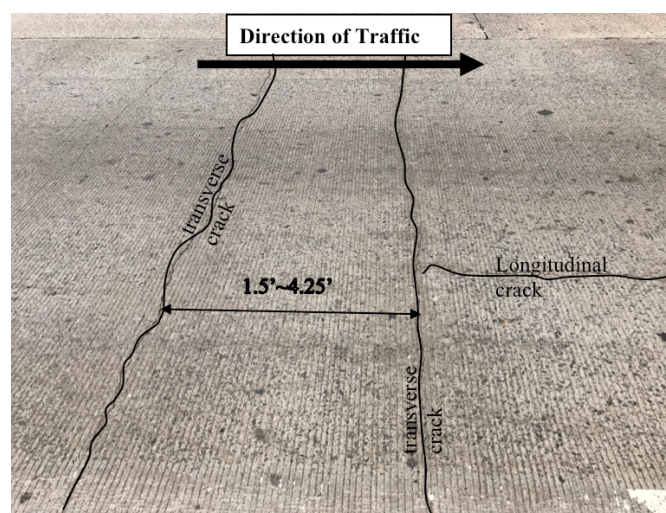 Direction of Traffic
transverse
crack
Longitudinal
crack
1.5’~4.25’
transverse
crack